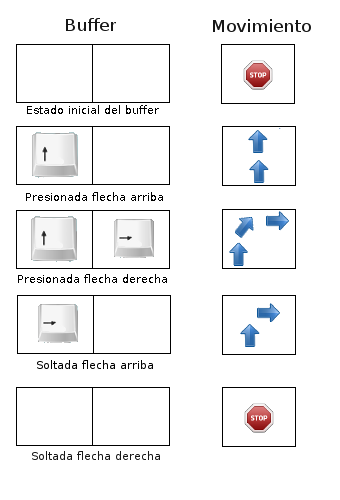 Buffer Movimiento
STOP
Estado inicial del buffer
Presionada flecha arriba
Presionada flecha derecha
Soltada flecha arriba
STOP
Soltada flecha derecha